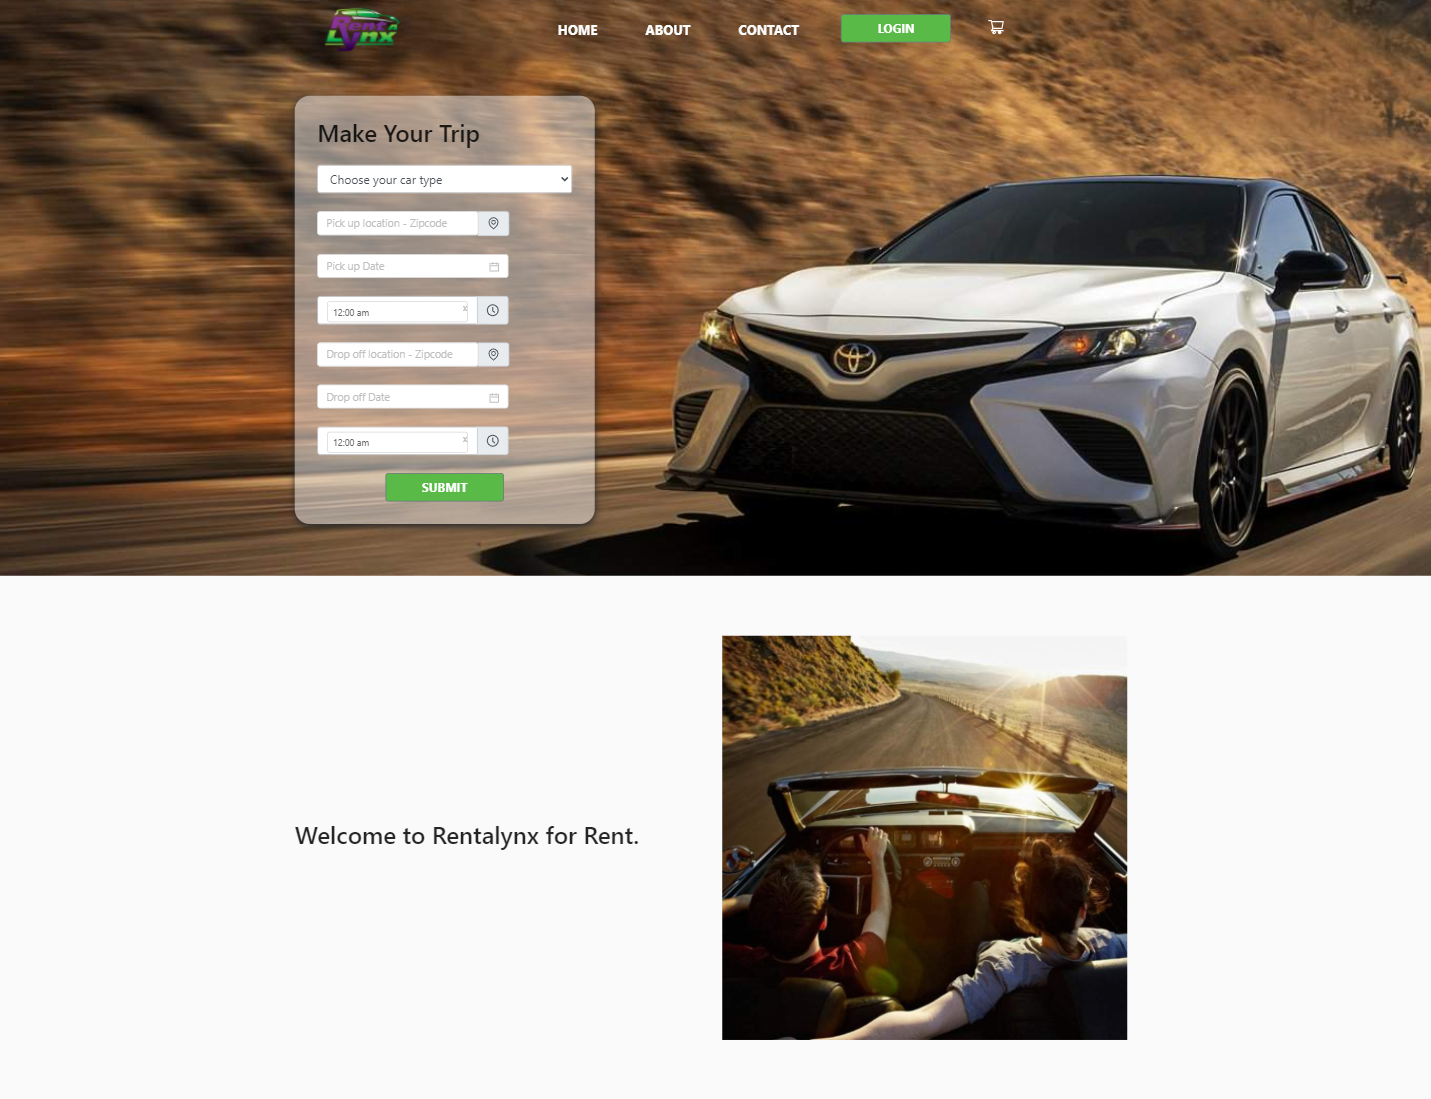 Rent a
Lynx
HOME
ABOUT
CONTACT
LOGIN
Make Your Trip
Choose your car type
Pick up location - Zipcode
Pick up Date
12:00 am
x
Drop off location - Zipcode
Drop off Date
12:00 am
x
SUBMIT
Welcome to Rentalynx for Rent.